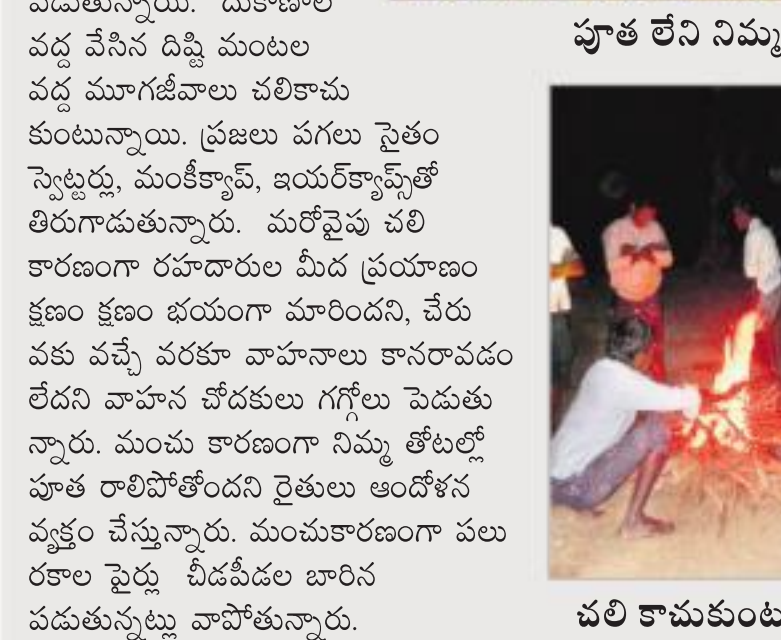 పడుతున్నాయి. దుకాణాల
వద్ద వేసిన దిష్టి మంటల
వద్ద మూగజీవాలు చలికాచు
కుంటున్నాయి. ప్రజలు పగలు సైతం
స్వెట్టర్లు, మంకీక్యాప్, ఇయర్‌క్యాప్స్‌తో
తిరుగాడుతున్నారు. మరోవైపు చలి
కారణంగా రహదారుల మీద ప్రయాణం
క్షణం క్షణం భయంగా మారిందని, చేరు
వకు వచ్చే వరకూ వాహనాలు కానరావడం
లేదని వాహన చోదకులు గగ్గోలు పెడుతు
న్నారు. మంచు కారణంగా నిమ్మ తోటల్లో
పూత రాలిపోతోందని రైతులు ఆందోళన
వ్యక్తం చేస్తున్నారు. మంచుకారణంగా పలు
రకాల పైర్లు చీడపీడల బారిన
పడుతున్నట్లు వాపోతున్నారు.
పూత లేని నిమ్మ
చలి కాచుకుంట